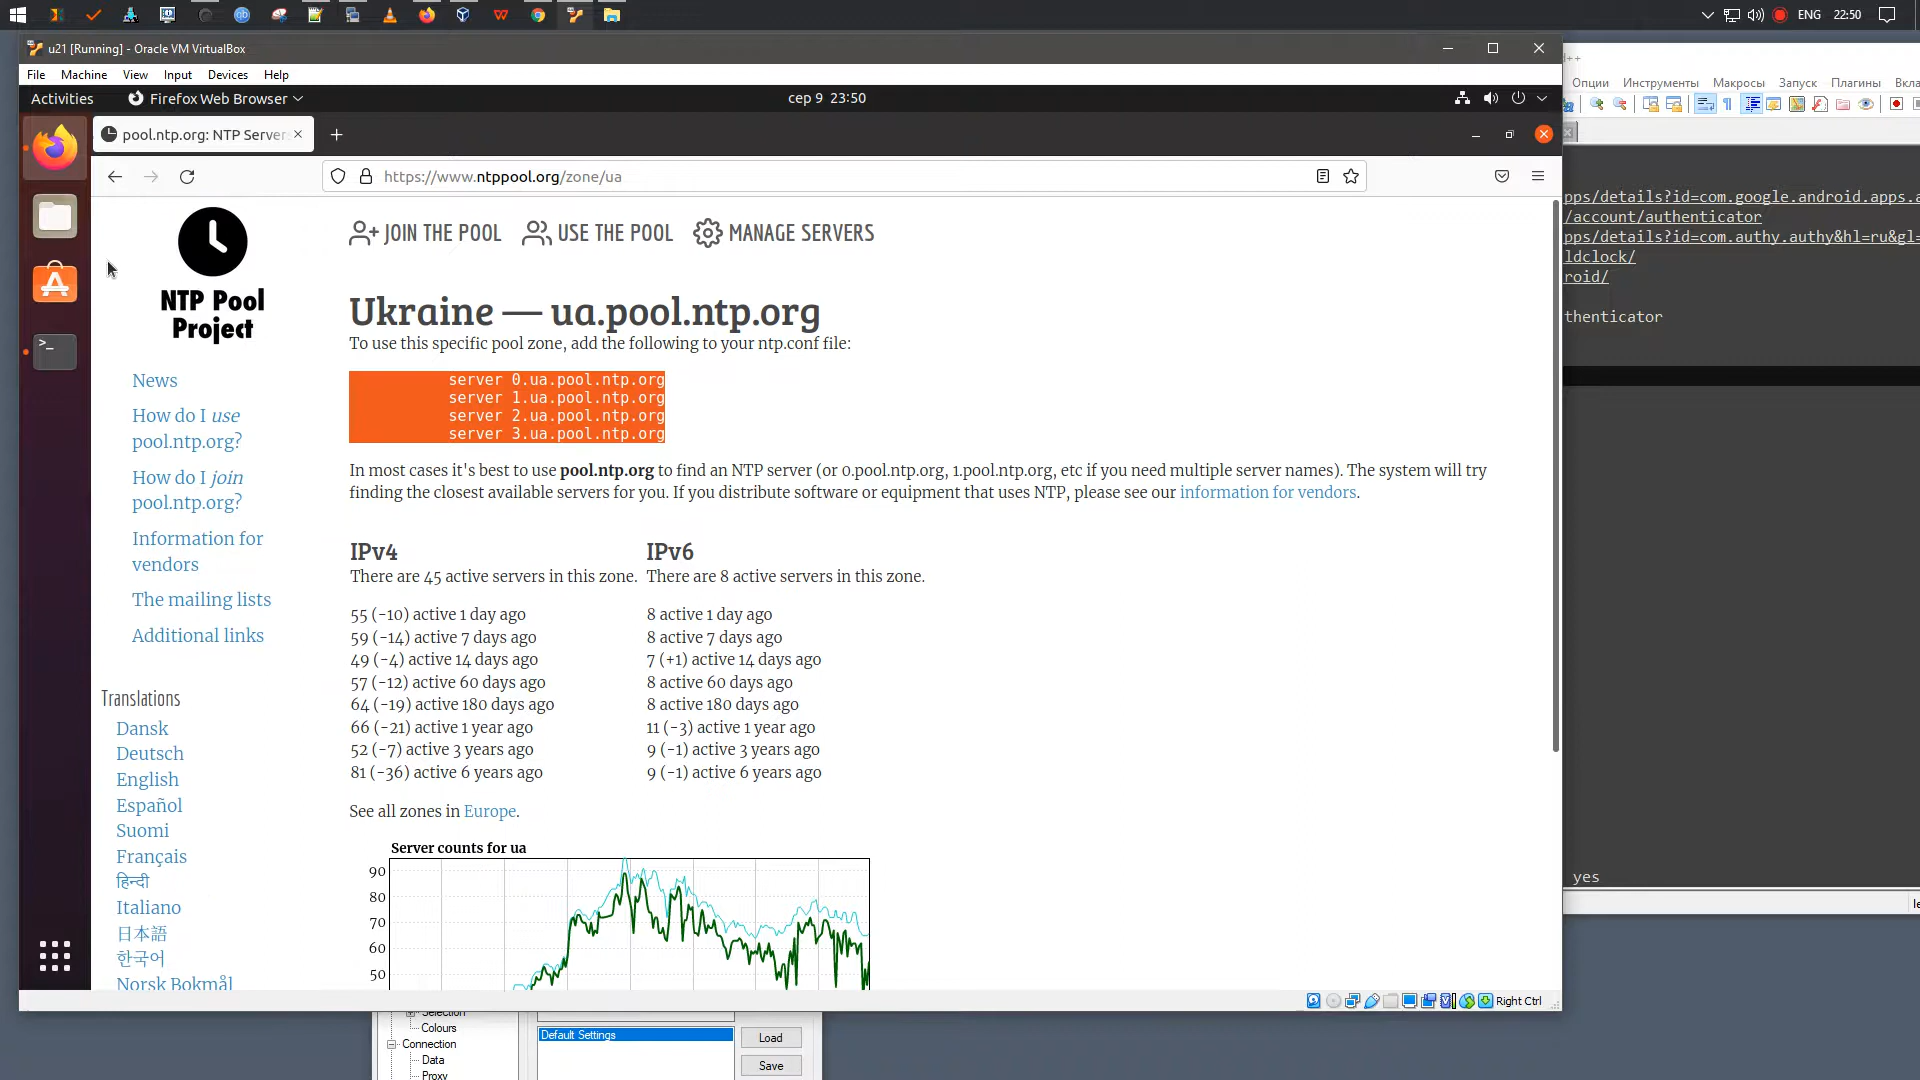 ENG 22:50
u21 [Running] - Oracle VM VirtualBox
File Machine View Input Devices Help
Опции Инструменты Макросы Запуск Плагины Вкла
Activities Firefox Web Browser сер 9 23:50
pool.ntp.org: NTP Server
https://www.ntppool.org/zone/ua
NTP Pool
Project
JOIN THE POOL USE THE POOL MANAGE SERVERS
Ukraine — ua.pool.ntp.org
To use this specific pool zone, add the following to your ntp.conf file:
server 0.ua.pool.ntp.org
server 1.ua.pool.ntp.org
server 2.ua.pool.ntp.org
server 3.ua.pool.ntp.org
In most cases it's best to use pool.ntp.org to find an NTP server (or 0.pool.ntp.org, 1.pool.ntp.org, etc if you need multiple server names). The system will try
finding the closest available servers for you. If you distribute software or equipment that uses NTP, please see our information for vendors.
IPv4
There are 45 active servers in this zone.
55 (-10) active 1 day ago
59 (-14) active 7 days ago
49 (-4) active 14 days ago
57 (-12) active 60 days ago
64 (-19) active 180 days ago
66 (-21) active 1 year ago
52 (-7) active 3 years ago
81 (-36) active 6 years ago
IPv6
There are 8 active servers in this zone.
8 active 1 day ago
8 active 7 days ago
7 (+1) active 14 days ago
8 active 60 days ago
8 active 180 days ago
11 (-3) active 1 year ago
9 (-1) active 3 years ago
9 (-1) active 6 years ago
See all zones in Europe.
Server counts for ua
90
80
70
60
50
News
How do I use
pool.ntp.org?
How do I join
pool.ntp.org?
Information for
vendors
The mailing lists
Additional links
Translations
Dansk
Deutsch
English
Español
Suomi
Français
हिन्दी
Italiano
日本語
한국어
Norsk Bokmål
pps/details?id=com.google.android.apps.a
/account/authenticator
pps/details?id=com.authy.authy&hl=ru&gl=
ldclock/
roid/
thenticator
yes
Right Ctrl
Selection
Colours
Connection
Data
Proxy
Default Settings
Load
Save